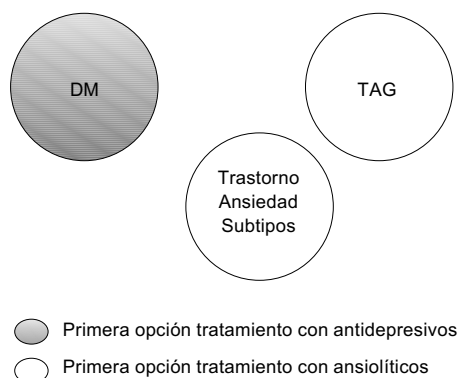 DM
TAG
Trastorno
Ansiedad
Subtipos
Primera opción tratamiento con antidepresivos
Primera opción tratamiento con ansiolíticos